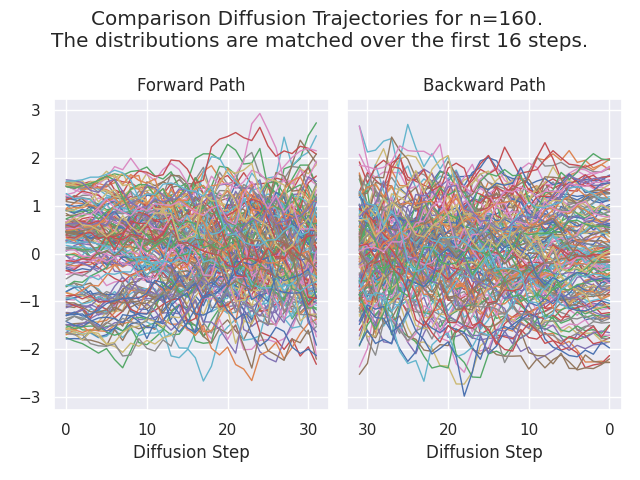 Comparison Diffusion Trajectories for n=160.
The distributions are matched over the first 16 steps.
Forward Path
Backward Path
3
2
1
0
−1
−2
−3
0 10 20 30
30 20 10 0
Diffusion Step
Diffusion Step